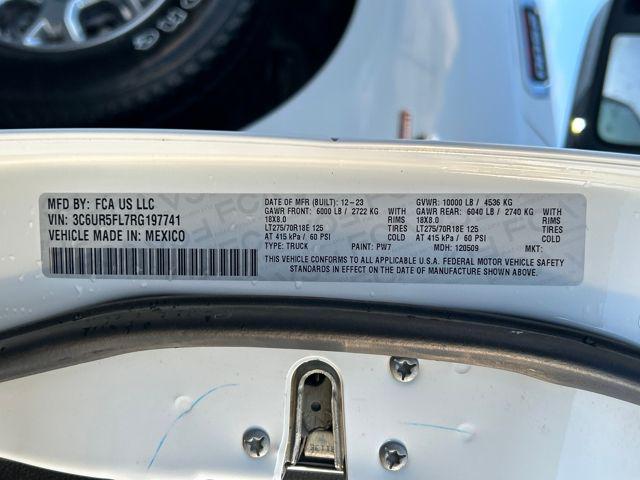 MFD BY: FCA US LLC
VIN: 3C6UR5FL7RG197741
VEHICLE MADE IN: MEXICO
DATE OF MFR (BUILT): 12-23
GAWR FRONT: 6000 LB / 2722 KG WITH
18X8.0 RIMS
LT275/70R18E 125 TIRES
AT 415 kPa / 60 PSI COLD
TYPE: TRUCK PAINT: PW7
GVWR: 10000 LB / 4536 KG
GAWR REAR: 6040 LB / 2740 KG WITH
18X8.0 RIMS
LT275/70R18E 125 TIRES
AT 415 kPa / 60 PSI COLD
MDH: 120509 MKT:
THIS VEHICLE CONFORMS TO ALL APPLICABLE U.S.A. FEDERAL MOTOR VEHICLE SAFETY
STANDARDS IN EFFECT ON THE DATE OF MANUFACTURE SHOWN ABOVE.